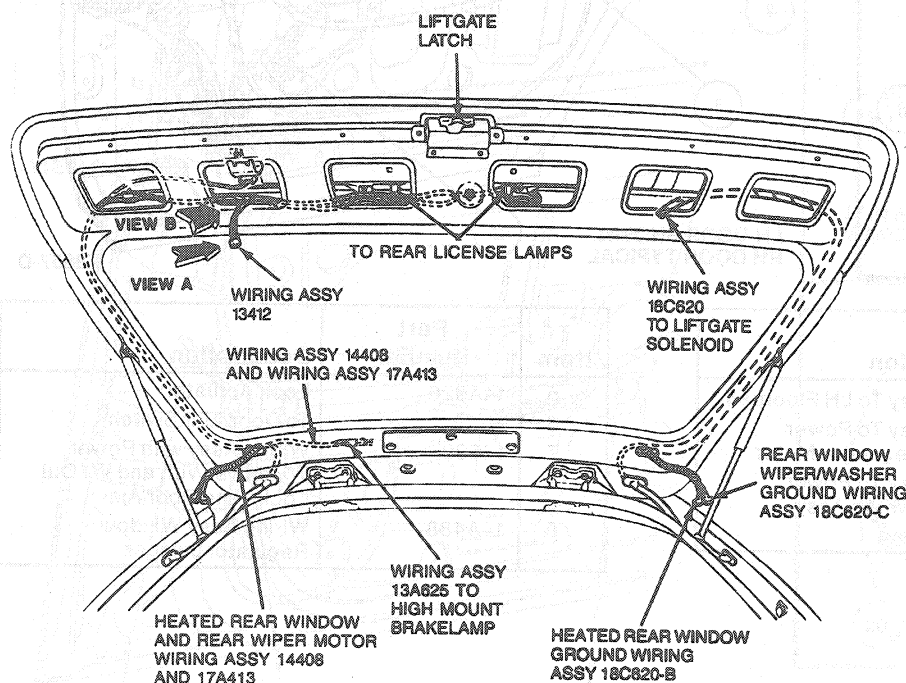 LIFTGATE
LATCH
VIEW B
TO REAR LICENSE LAMPS
VIEW A
WIRING ASSY
13412
WIRING ASSY
18C620
TO LIFTGATE
SOLENOID
WIRING ASSY 14408
AND WIRING ASSY 17A413
REAR WINDOW
WIPER/WASHER
GROUND WIRING
ASSY 18C620-C
WIRING ASSY
13A625 TO
HIGH MOUNT
BRAKELAMP
HEATED REAR WINDOW
AND REAR WIPER MOTOR
WIRING ASSY 14408
AND 17A413
HEATED REAR WINDOW
GROUND WIRING
ASSY 18C620-B